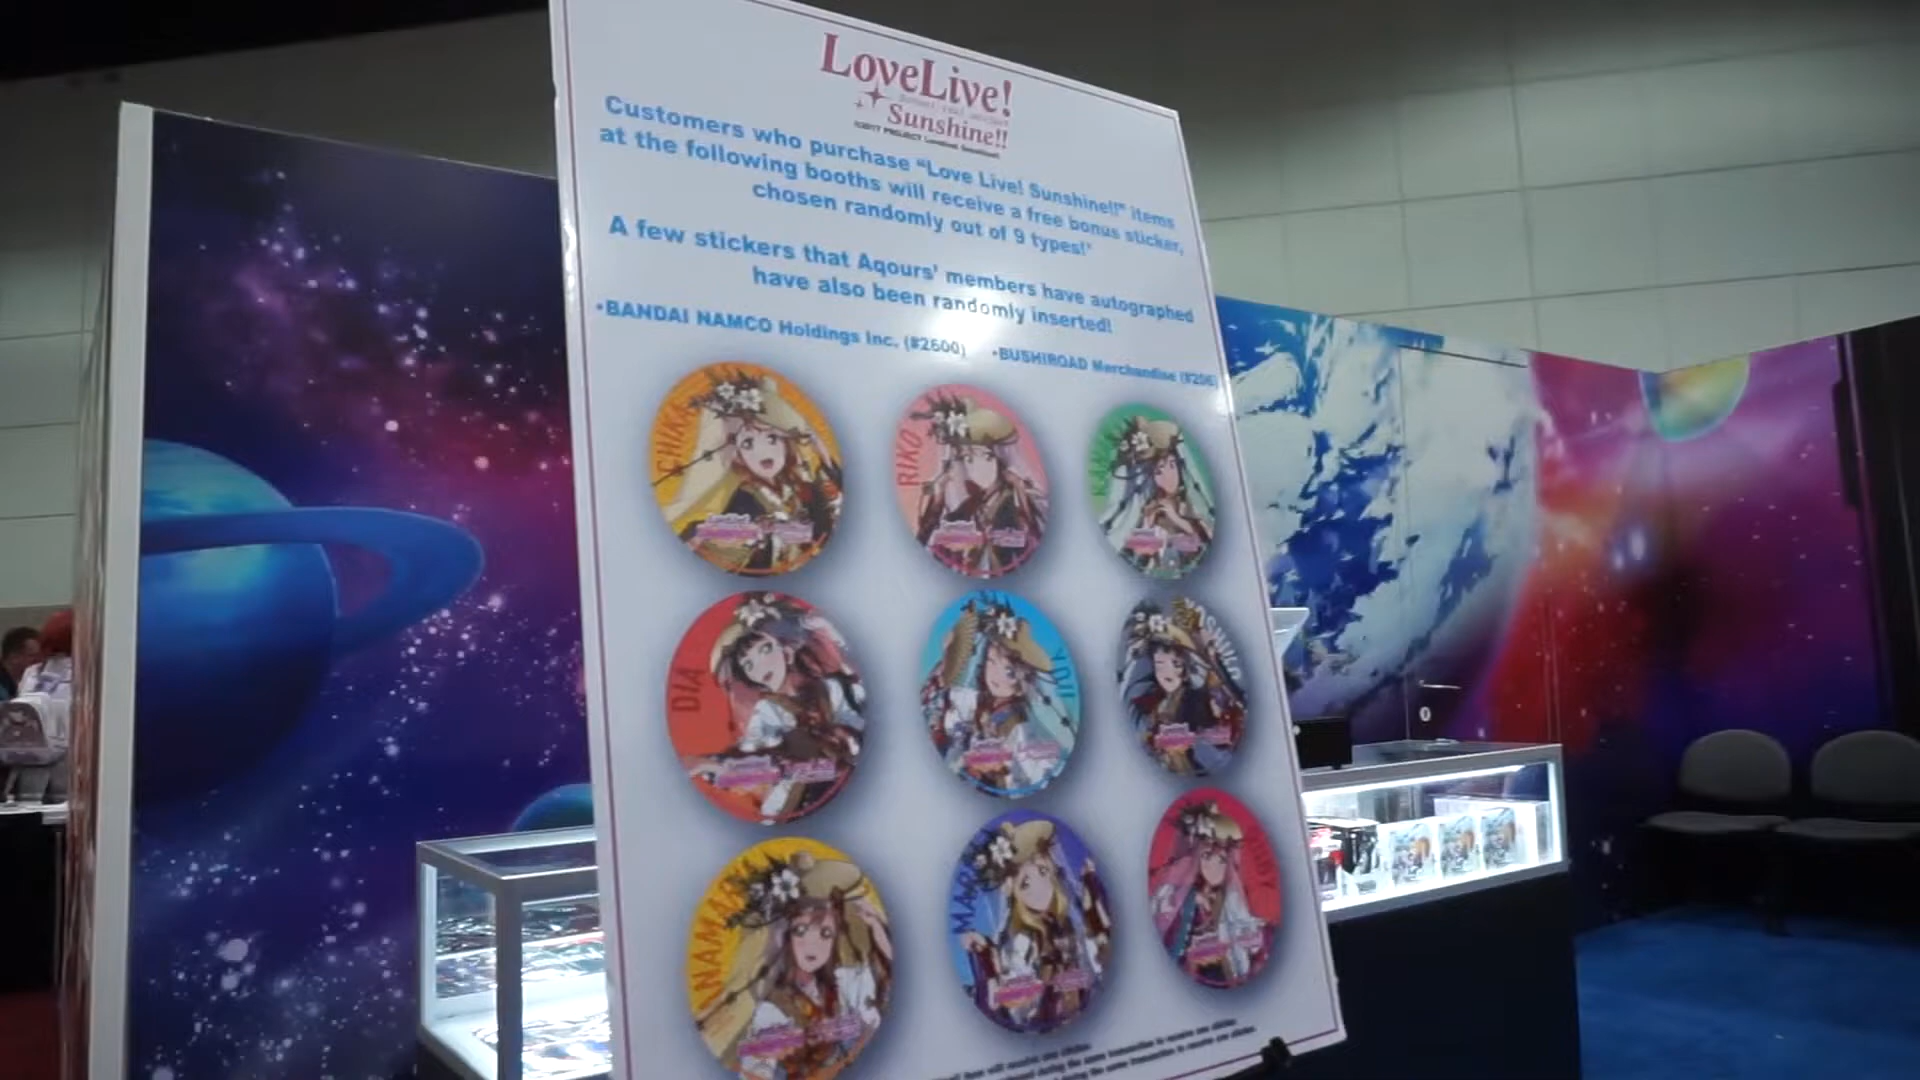 LoveLive!
Sunshine!!
©2017 PROJECT Lovelive! Sunshine!!
Customers who purchase "Love Live! Sunshine!!" items
at the following booths will receive a free bonus sticker,
chosen randomly out of 9 types!*
A few stickers that Aqours' members have autographed
have also been randomly inserted!
•BANDAI NAMCO Holdings Inc. (#2600) •BUSHIROAD Merchandise (#206)
CHIKA
RIKO
DIA
YOU
YOSHIKO
HANAMARU
MARI
RUBY